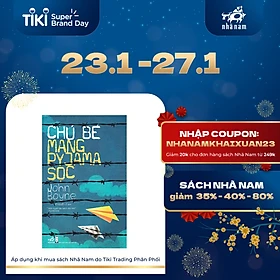 TIKI Super
Brand Day
nhã nam
23.1 - 27.1
CHÚ BÉ
MANG
PYJAMA
SỌC
John
Boyne
NHẬP COUPON:
NHANAMKHAIXUAN23
Giảm 20k cho đơn hàng sách Nhã Nam từ 249k
SÁCH NHÃ NAM
giảm 35% - 40% - 80%
Áp dụng khi mua sách Nhã Nam do Tiki Trading Phân Phối